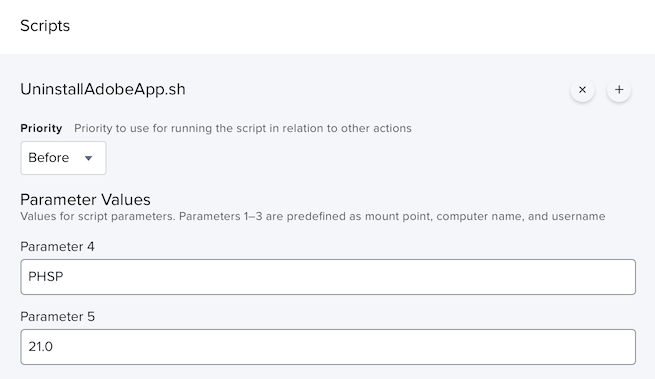 Scripts
UninstallAdobeApp.sh
Priority Priority to use for running the script in relation to other actions
Before
Parameter Values
Values for script parameters. Parameters 1–3 are predefined as mount point, computer name, and username
Parameter 4
PHSP
Parameter 5
21.0